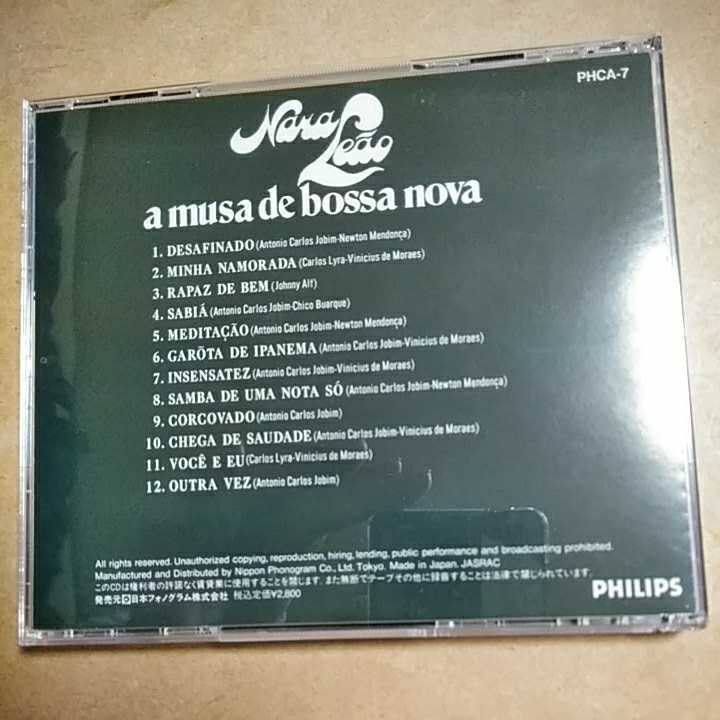 PHCA-7
Nara
Leão
a musa de bossa nova
1. DESAFINADO (Antonio Carlos Jobim-Newton Mendonça)
2. MINHA NAMORADA (Carlos Lyra-Vinicius de Moraes)
3. RAPAZ DE BEM (Johnny Alf)
4. SABIÁ (Antonio Carlos Jobim-Chico Buarque)
5. MEDITAÇÃO (Antonio Carlos Jobim-Newton Mendonça)
6. GARÔTA DE IPANEMA (Antonio Carlos Jobim-Vinicius de Moraes)
7. INSENSATEZ (Antonio Carlos Jobim-Vinicius de Moraes)
8. SAMBA DE UMA NOTA SÓ (Antonio Carlos Jobim-Newton Mendonça)
9. CORCOVADO (Antonio Carlos Jobim)
10. CHEGA DE SAUDADE (Antonio Carlos Jobim-Vinicius de Moraes)
11. VOCÊ E EU (Carlos Lyra-Vinicius de Moraes)
12. OUTRA VEZ (Antonio Carlos Jobim)
All rights reserved. Unauthorized copying, reproduction, hiring, lending, public performance and broadcasting prohibited.
Manufactured and Distributed by Nippon Phonogram Co., Ltd. Tokyo. Made in Japan. JASRAC
このCDは権利者の許諾なく賃貸業に使用することを禁じます。また無断でテープその他に録音することは法律で禁じられています。
発売元 日本フォノグラム株式会社 税込定価¥2,800
PHILIPS